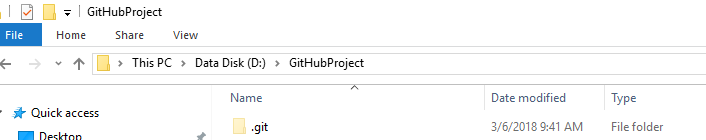 GitHubProject
File Home Share View
This PC Data Disk (D:) GitHubProject
Name Date modified Type
Quick access
.git 3/6/2018 9:41 AM File folder
Desktop